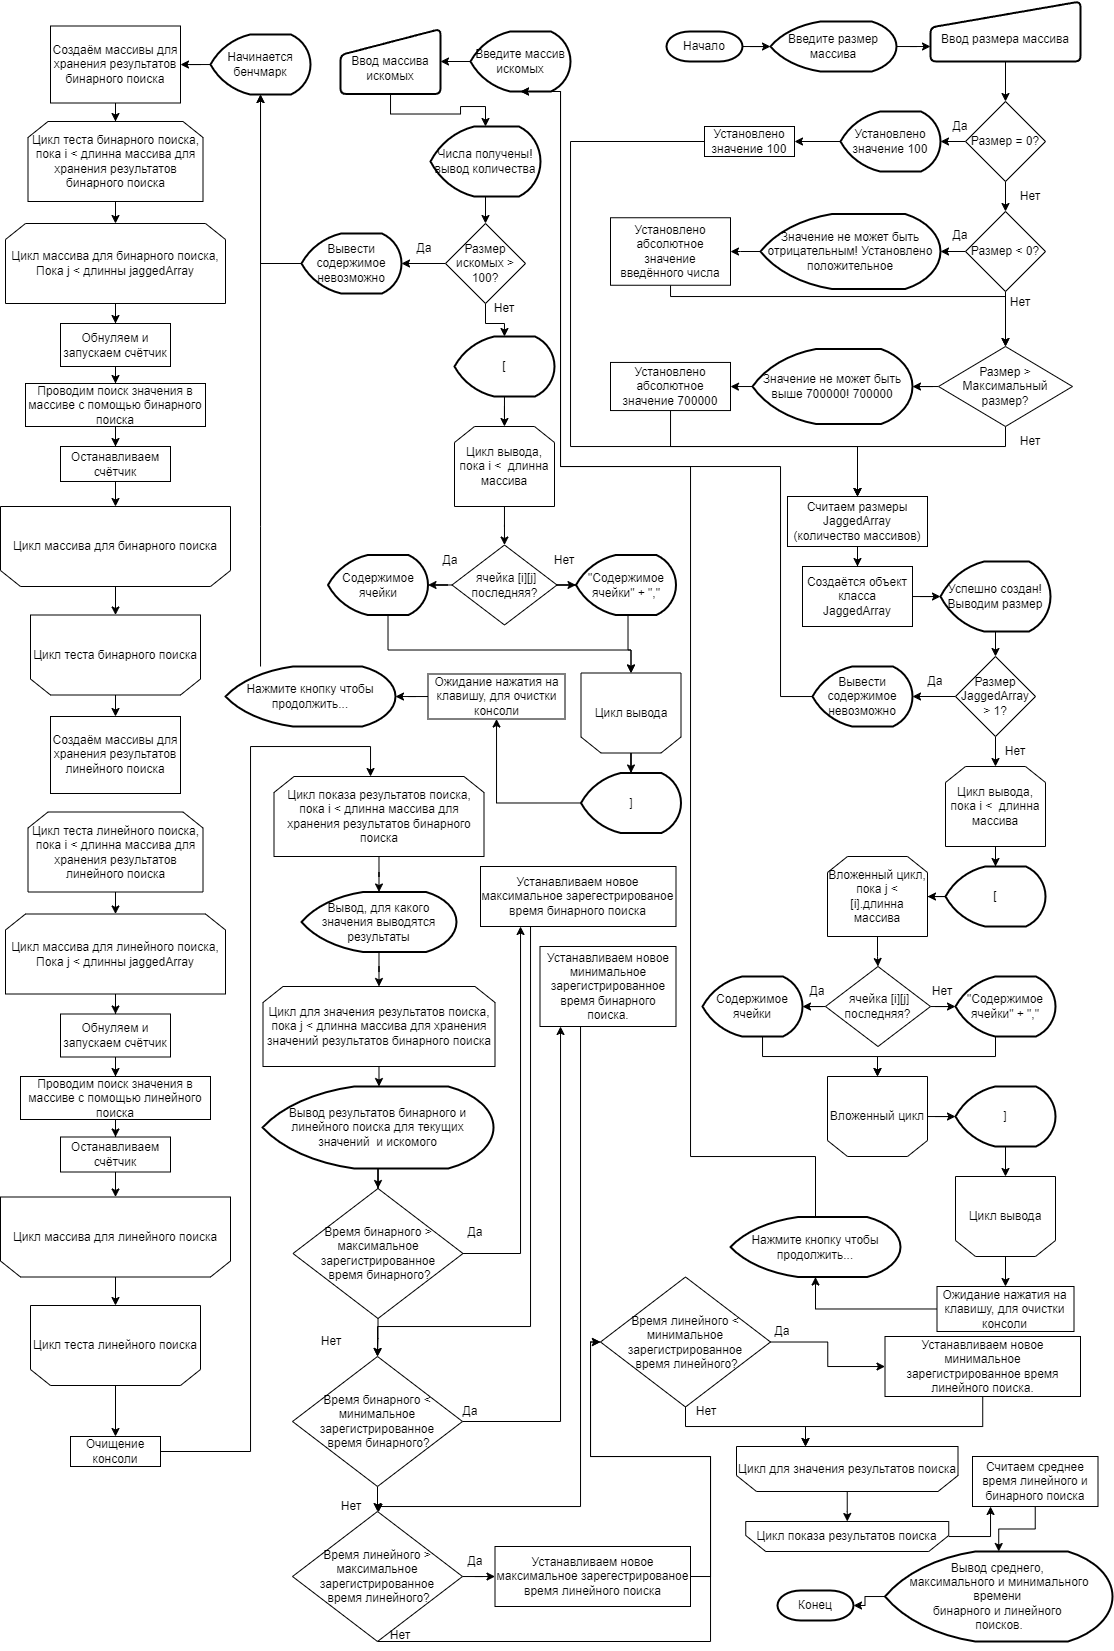 Начало
Введите размер
массива
Ввод размера массива
Размер = 0?
Да
Установлено
значение 100
Установлено
значение 100
Нет
Размер < 0?
Да
Значение не может быть
отрицательным! Установлено
положительное
Установлено
абсолютное
значение
введённого числа
Нет
Размер >
Максимальный
размер?
Значение не может быть
выше 700000! 700000
Установлено
абсолютное
значение 700000
Нет
Считаем размеры
JaggedArray
(количество массивов)
Создаётся объект
класса
JaggedArray
Успешно создан!
Выводим размер
Размер
JaggedArray
> 1?
Да
Вывести
содержимое
невозможно
Нет
Цикл вывода,
пока i < длинна
массива
[
Вложенный цикл,
пока j <
[i].длинна
массива
ячейка [i][j]
последняя?
Да
Содержимое
ячейки
Нет
"Содержимое
ячейки" + ","
Вложенный цикл
]
Цикл вывода
Ожидание нажатия на
клавишу, для очистки
консоли
Нажмите кнопку чтобы
продолжить...
Введите массив
искомых
Ввод массива
искомых
Числа получены!
вывод количества
Размер
искомых >
100?
Да
Вывести
содержимое
невозможно
Нет
[
Цикл вывода,
пока i < длинна
массива
ячейка [i][j]
последняя?
Да
Содержимое
ячейки
Нет
"Содержимое
ячейки" + ","
Цикл вывода
]
Ожидание нажатия на
клавишу, для очистки
консоли
Нажмите кнопку чтобы
продолжить...
Начинается
бенчмарк
Создаём массивы для
хранения результатов
бинарного поиска
Цикл теста бинарного поиска,
пока i < длинна массива для
хранения результатов
бинарного поиска
Цикл массива для бинарного поиска,
Пока j < длинны jaggedArray
Обнуляем и
запускаем счётчик
Проводим поиск значения в
массиве с помощью бинарного
поиска
Останавливаем
счётчик
Цикл массива для бинарного поиска
Цикл теста бинарного поиска
Создаём массивы для
хранения результатов
линейного поиска
Цикл теста линейного поиска,
пока i < длинна массива для
хранения результатов
линейного поиска
Цикл массива для линейного поиска,
Пока j < длинны jaggedArray
Обнуляем и
запускаем счётчик
Проводим поиск значения в
массиве с помощью линейного
поиска
Останавливаем
счётчик
Цикл массива для линейного поиска
Цикл теста линейного поиска
Очищение
консоли
Цикл показа результатов поиска,
пока i < длинна массива для
хранения результатов бинарного
поиска
Вывод, для какого
значения выводятся
результаты
Цикл для значения результатов поиска,
пока j < длинна массива для хранения
значений результатов бинарного поиска
Вывод результатов бинарного и
линейного поиска для текущих
значений и искомого
Время бинарного >
максимальное
зарегистрированное
время бинарного?
Да
Устанавливаем новое
максимальное зарегестрированое
время бинарного поиска
Нет
Время бинарного <
минимальное
зарегистрированное
время бинарного?
Да
Устанавливаем новое
минимальное
зарегистрированное
время бинарного
поиска.
Нет
Время линейного >
максимальное
зарегистрированное
время линейного?
Да
Устанавливаем новое
максимальное зарегестрированое
время линейного поиска
Нет
Время линейного <
минимальное
зарегистрированное
время линейного?
Да
Устанавливаем новое
минимальное
зарегистрированное время
линейного поиска.
Нет
Цикл для значения результатов поиска
Цикл показа результатов поиска
Считаем среднее
время линейного и
бинарного поиска
Вывод среднего,
максимального и минимального
времени
бинарного и линейного
поисков.
Конец